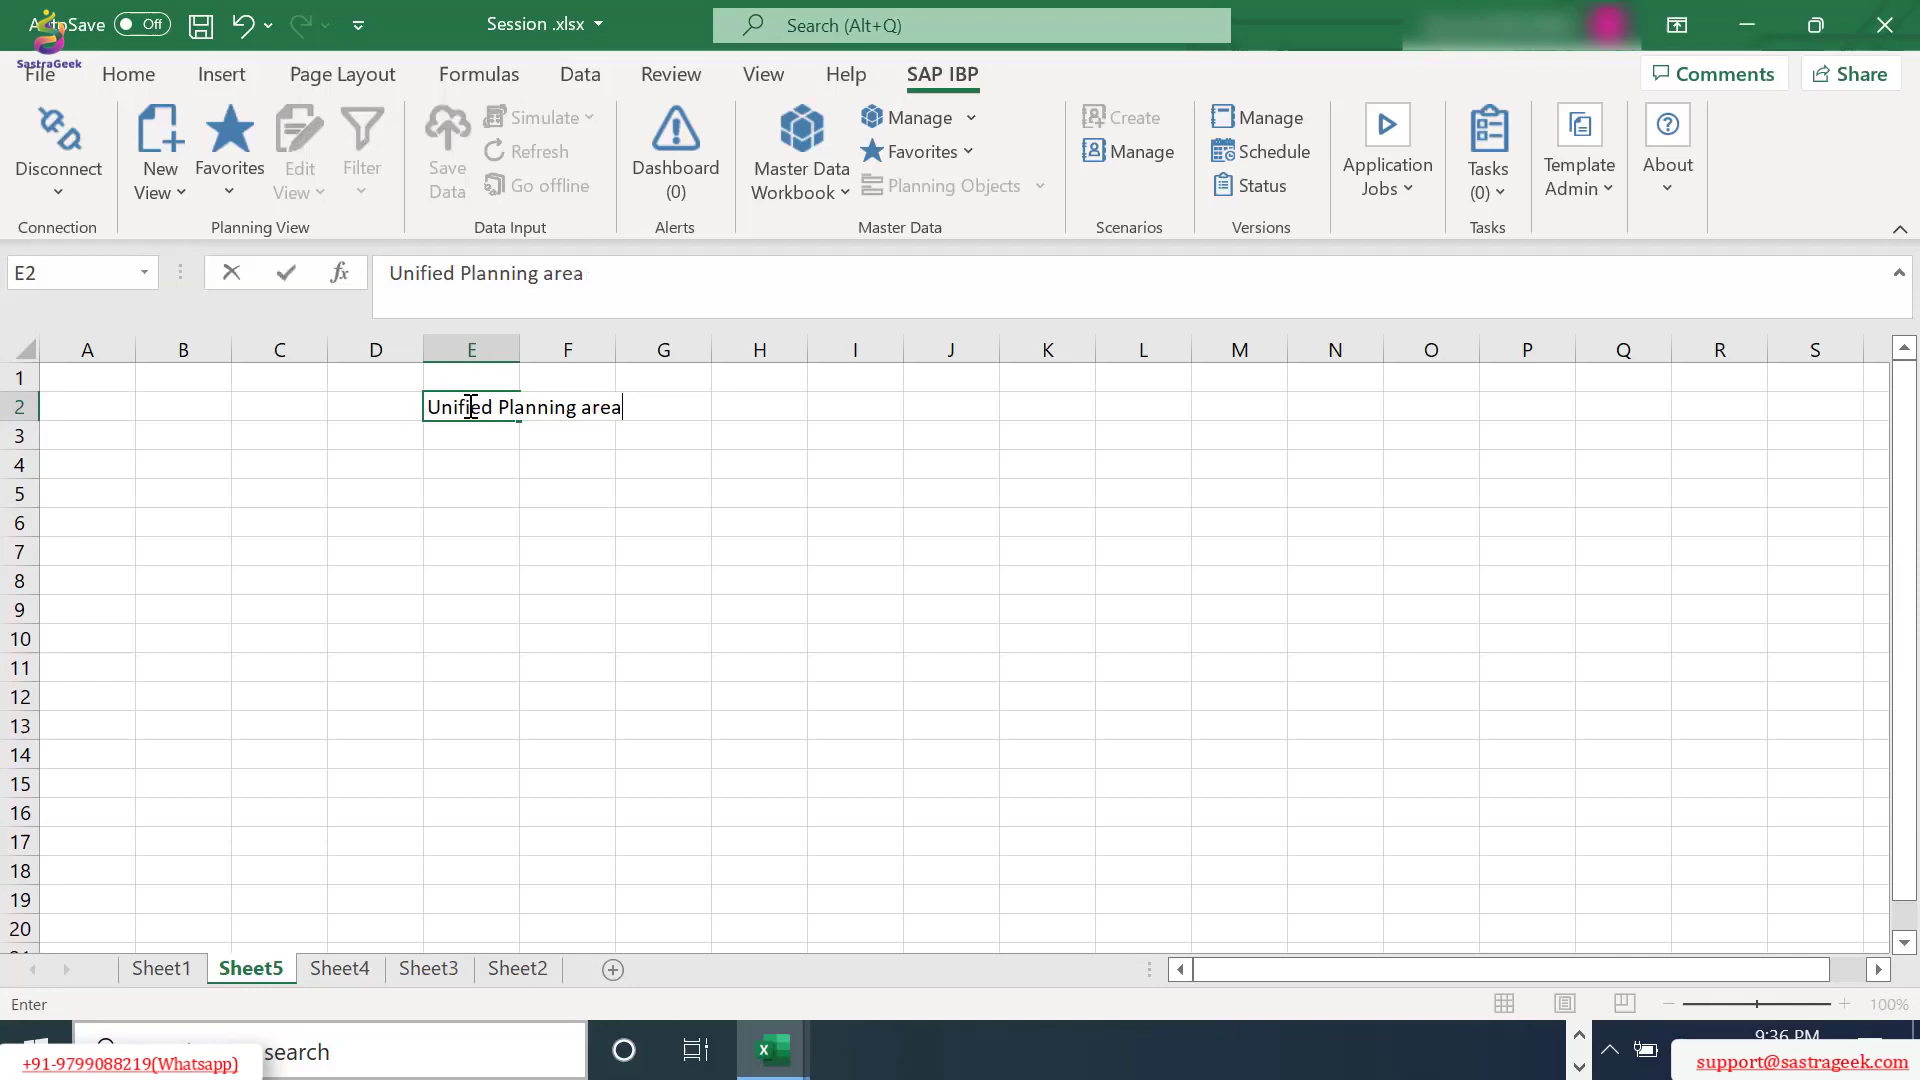 AutoSave Off
Session .xlsx
Search (Alt+Q)
SastraGeek
File Home Insert Page Layout Formulas Data Review View Help SAP IBP
Comments Share
Disconnect
New View
Favorites
Edit View
Filter
Save Data
Simulate
Refresh
Go offline
Dashboard (0)
Master Data Workbook
Manage
Favorites
Planning Objects
Create
Manage
Manage
Schedule
Status
Application Jobs
Tasks (0)
Template Admin
About
Connection Planning View Data Input Alerts Master Data Scenarios Versions Tasks
E2 fx Unified Planning area
A B C D E F G H I J K L M N O P Q R S
1
2 Unified Planning area
3
4
5
6
7
8
9
10
11
12
13
14
15
16
17
18
19
20
Sheet1 Sheet5 Sheet4 Sheet3 Sheet2
Enter
100%
search
9:36 PM
+91-9799088219(Whatsapp)
support@sastrageek.com